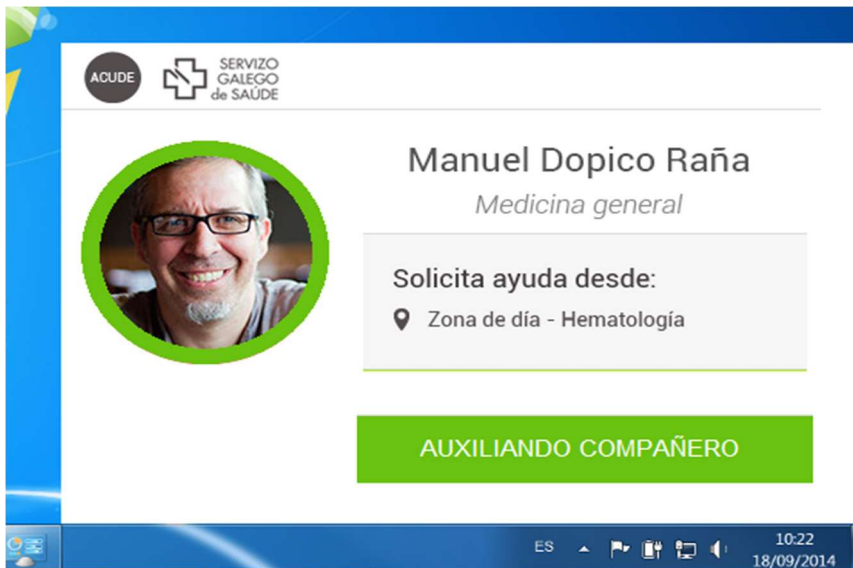 ACUDE
SERVIZO
GALEGO
de SAÚDE
Manuel Dopico Raña
Medicina general
Solicita ayuda desde:
Zona de día - Hematología
AUXILIANDO COMPAÑERO
ES
10:22
18/09/2014